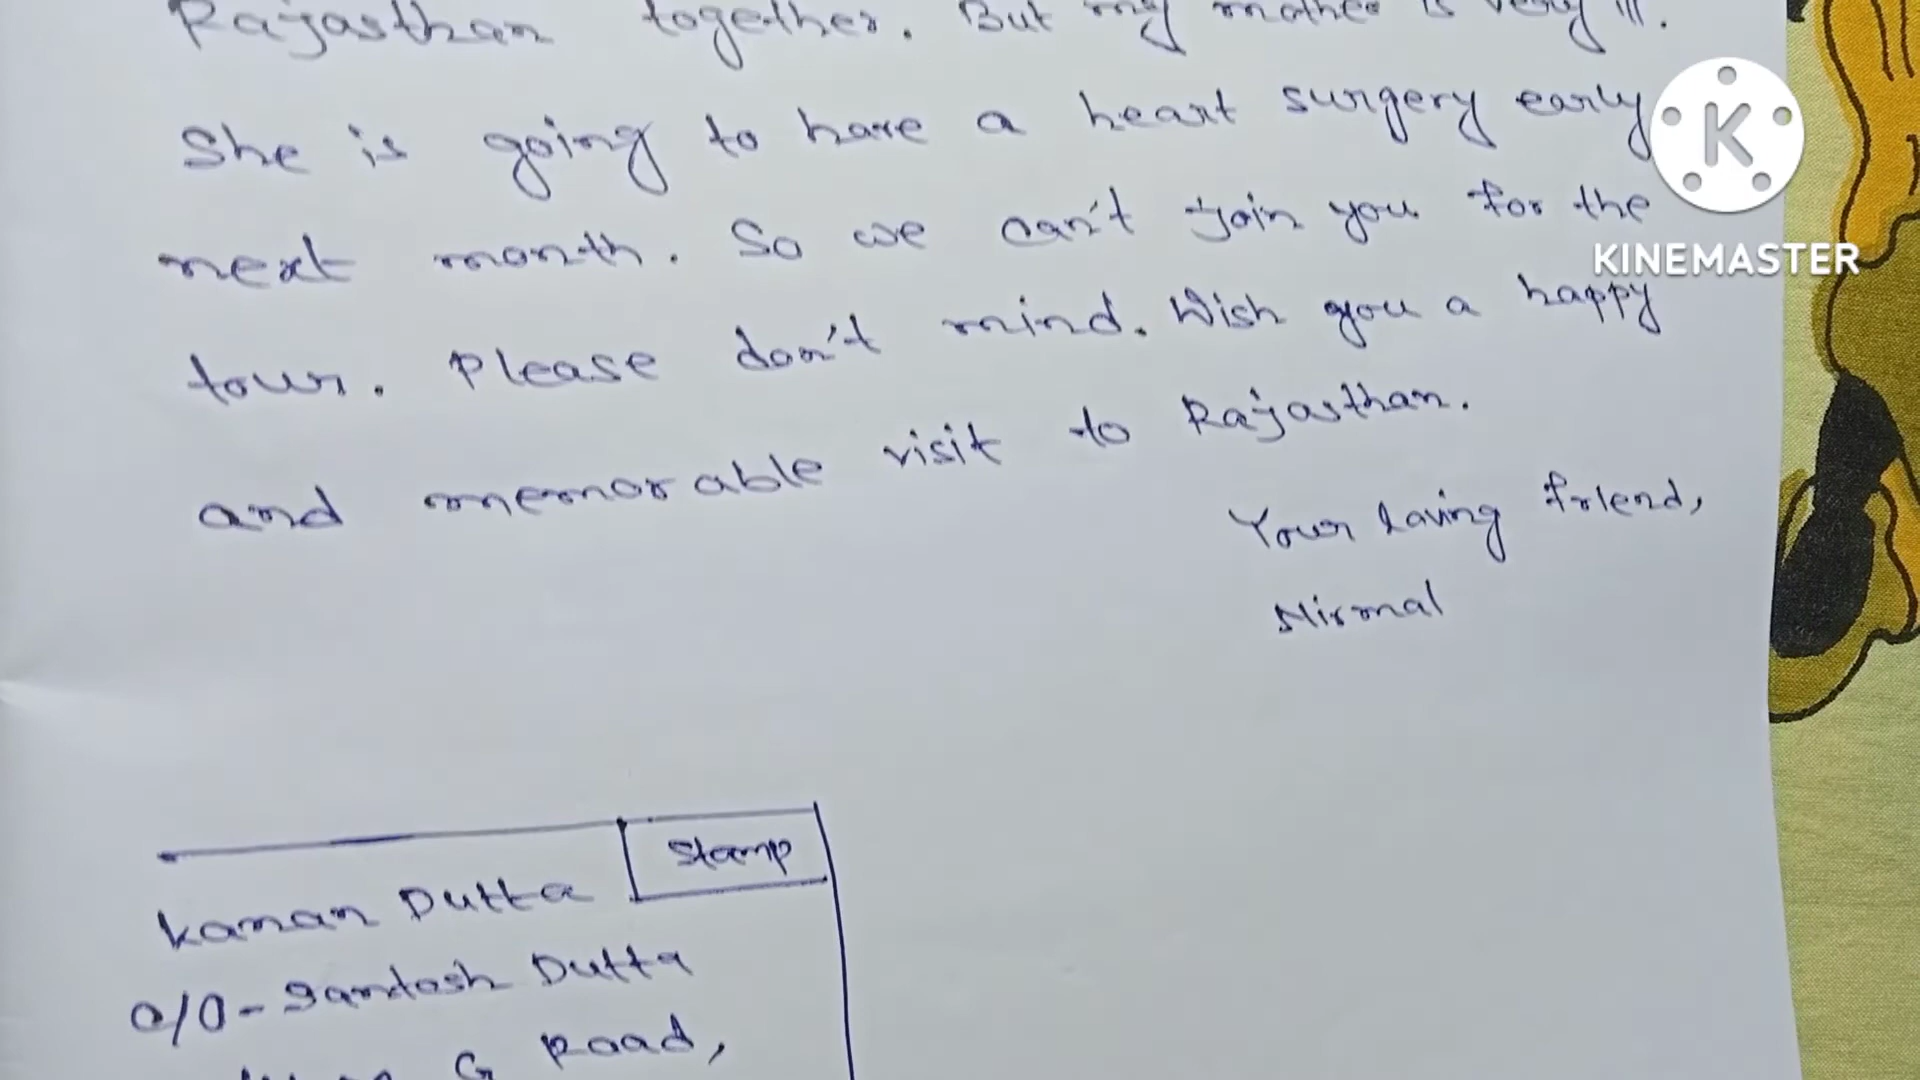 Rajasthan together. But my mother is very ill.
She is going to have a heart surgery early
next month. So we can't join you for the
tour. Please don't mind. Wish you a happy
and memorable visit to Rajasthan.
Your loving friend,
Nirmal
Stamp
Kaman Dutta
C/O - Santosh Dutta
G Road,
K
KINEMASTER